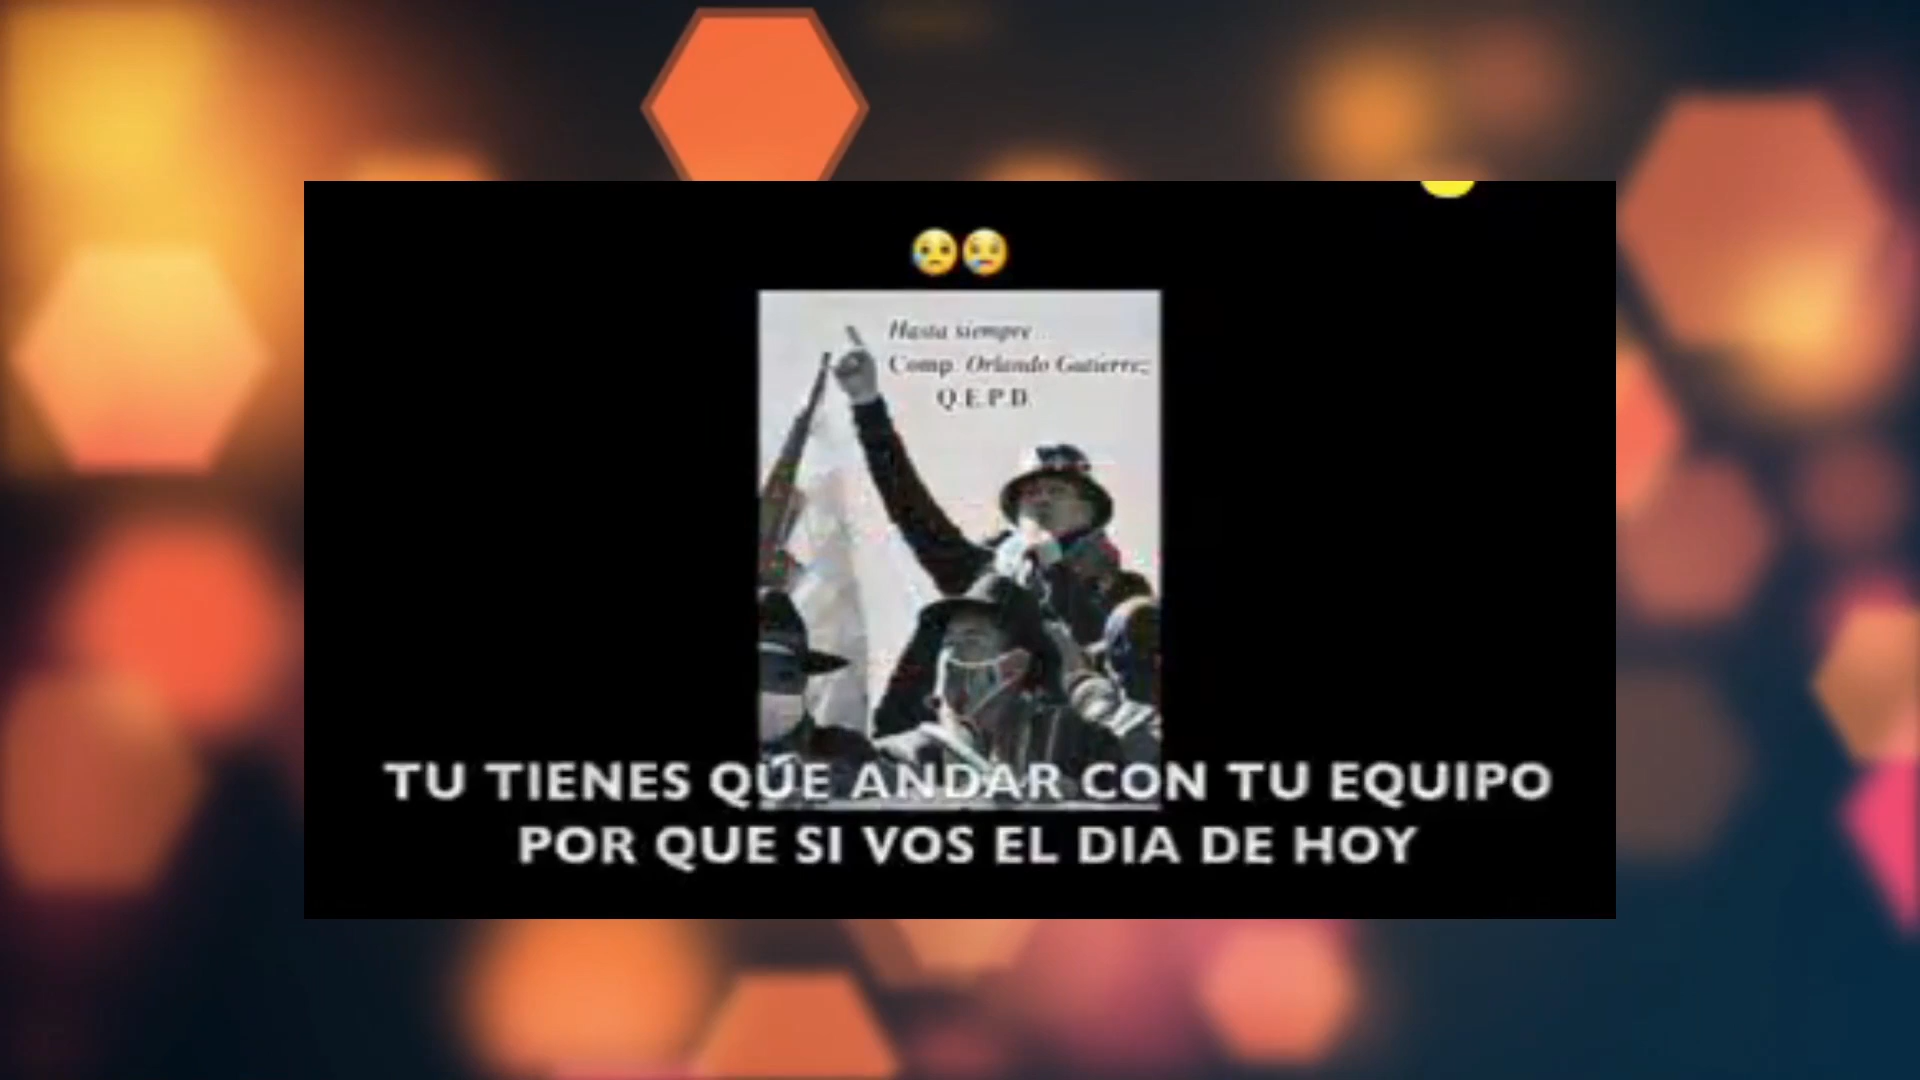 Hasta siempre...
Comp. Orlando Gutierrez
Q.E.P.D.
TU TIENES QUE ANDAR CON TU EQUIPO
POR QUE SI VOS EL DIA DE HOY